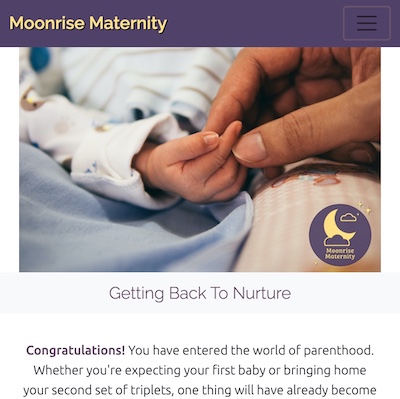 Moonrise Maternity
Moonrise
Maternity
Getting Back To Nurture
Congratulations! You have entered the world of parenthood.
Whether you're expecting your first baby or bringing home
your second set of triplets, one thing will have already become